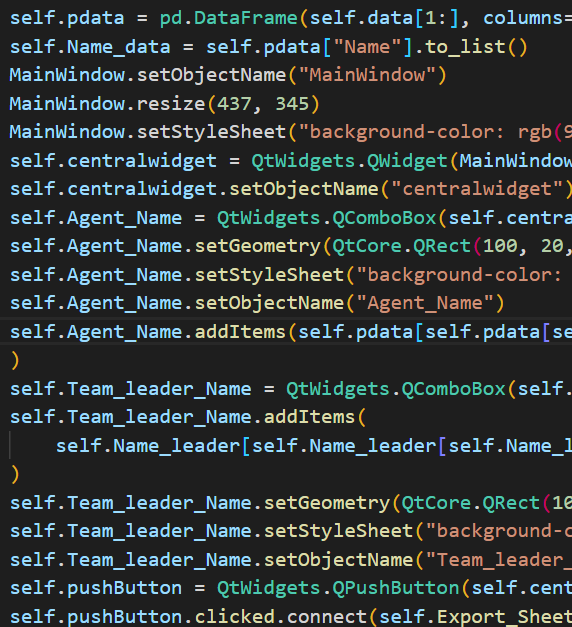 self.pdata = pd.DataFrame(self.data[1:], columns=
self.Name_data = self.pdata["Name"].to_list()
MainWindow.setObjectName("MainWindow")
MainWindow.resize(437, 345)
MainWindow.setStyleSheet("background-color: rgb(9
self.centralwidget = QtWidgets.QWidget(MainWindow
self.centralwidget.setObjectName("centralwidget")
self.Agent_Name = QtWidgets.QComboBox(self.centra
self.Agent_Name.setGeometry(QtCore.QRect(100, 20,
self.Agent_Name.setStyleSheet("background-color:
self.Agent_Name.setObjectName("Agent_Name")
self.Agent_Name.addItems(self.pdata[self.pdata[se
)
self.Team_leader_Name = QtWidgets.QComboBox(self.
self.Team_leader_Name.addItems(
self.Name_leader[self.Name_leader[self.Name_l
)
self.Team_leader_Name.setGeometry(QtCore.QRect(10
self.Team_leader_Name.setStyleSheet("background-c
self.Team_leader_Name.setObjectName("Team_leader_
self.pushButton = QtWidgets.QPushButton(self.cent
self.pushButton.clicked.connect(self.Export_Sheet